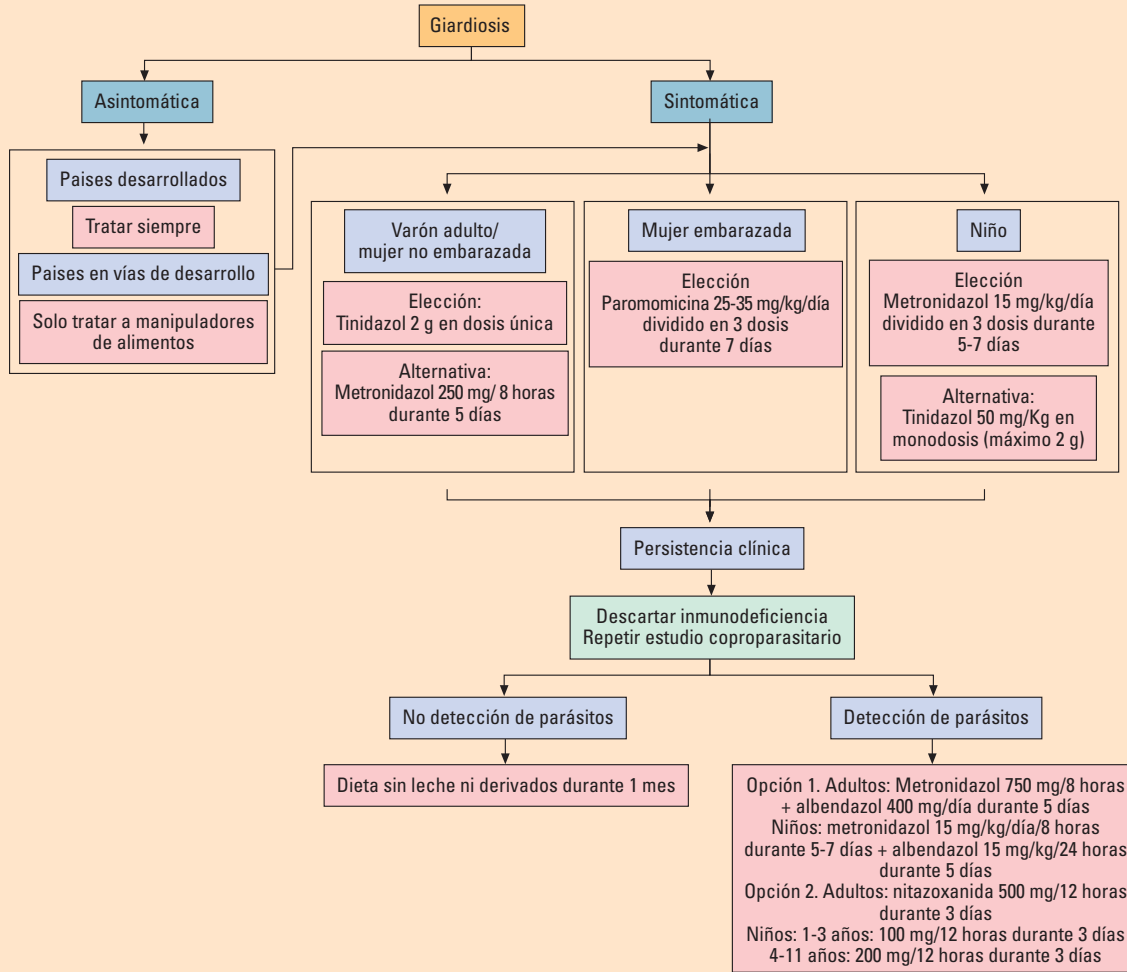 Giardiosis
Asintomática
Sintomática
Paises desarrollados
Tratar siempre
Paises en vías de desarrollo
Solo tratar a manipuladores
de alimentos
Varón adulto/
mujer no embarazada
Elección:
Tinidazol 2 g en dosis única
Alternativa:
Metronidazol 250 mg/ 8 horas
durante 5 días
Mujer embarazada
Elección
Paromomicina 25-35 mg/kg/día
dividido en 3 dosis
durante 7 días
Niño
Elección
Metronidazol 15 mg/kg/día
dividido en 3 dosis durante
5-7 días
Alternativa:
Tinidazol 50 mg/Kg en
monodosis (máximo 2 g)
Persistencia clínica
Descartar inmunodeficiencia
Repetir estudio coproparasitario
No detección de parásitos
Dieta sin leche ni derivados durante 1 mes
Detección de parásitos
Opción 1. Adultos: Metronidazol 750 mg/8 horas
+ albendazol 400 mg/día durante 5 días
Niños: metronidazol 15 mg/kg/día/8 horas
durante 5-7 días + albendazol 15 mg/kg/24 horas
durante 5 días
Opción 2. Adultos: nitazoxanida 500 mg/12 horas
durante 3 días
Niños: 1-3 años: 100 mg/12 horas durante 3 días
4-11 años: 200 mg/12 horas durante 3 días